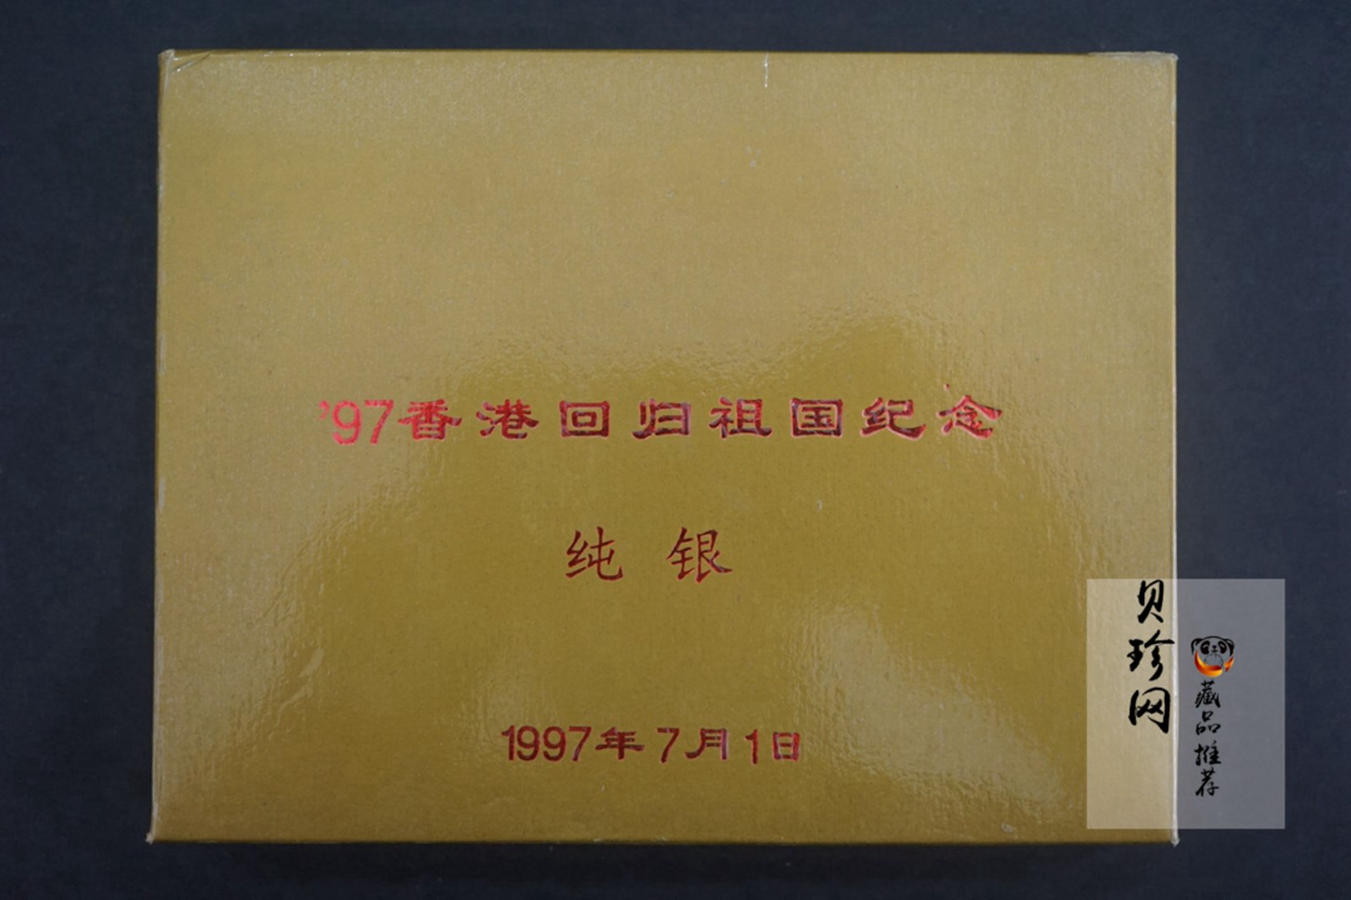 '97香港回归祖国纪念
纯银
1997年7月1日
贝珍网
藏品推荐